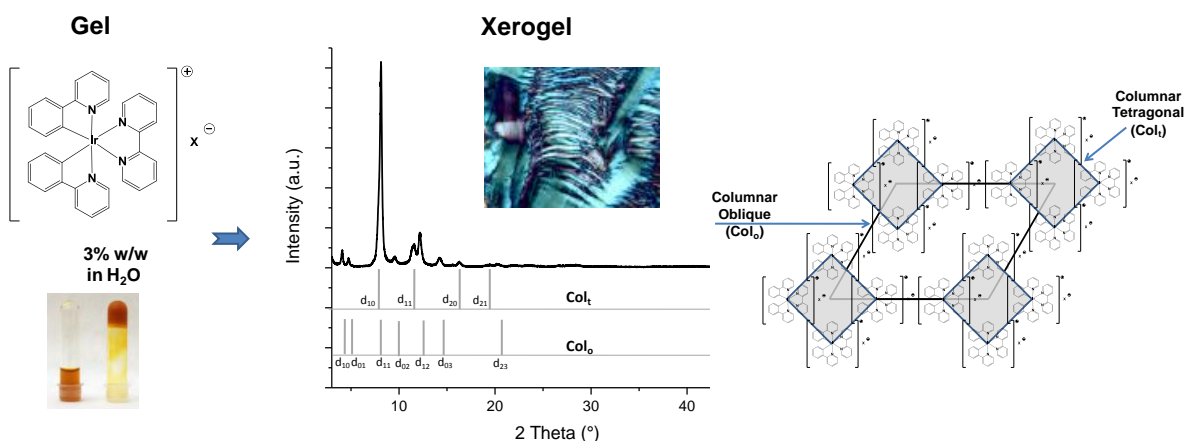 Gel
N
N
Ir
N
N
⊕
X
⊖
3% w/w
in H₂O
Xerogel
Intensity (a.u.)
d₁₀ d₁₁ d₂₀ d₂₁ Colₜ
Colₒ
d₁₀ d₀₁ d₁₁ d₀₂ d₁₂ d₀₃ d₂₃
10 20 30 40
2 Theta (°)
Columnar
Tetragonal
(Colₜ)
Columnar
Oblique
(Colₒ)